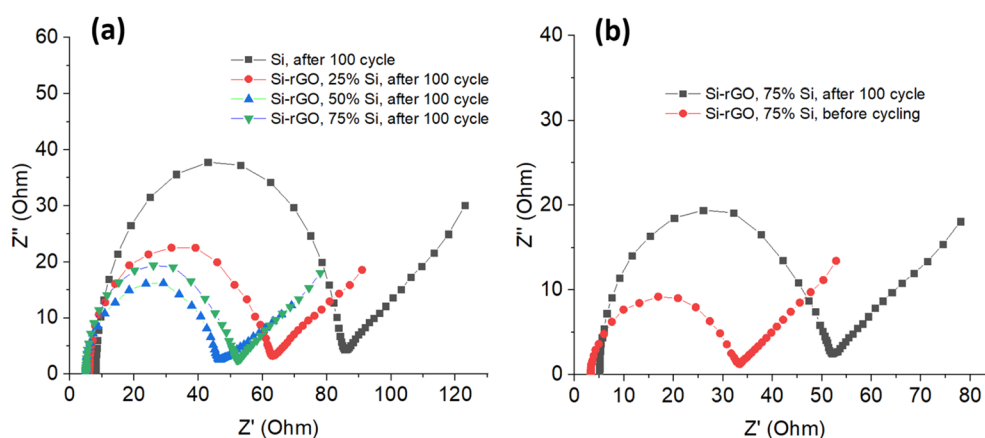 (a)
Si, after 100 cycle
Si-rGO, 25% Si, after 100 cycle
Si-rGO, 50% Si, after 100 cycle
Si-rGO, 75% Si, after 100 cycle
60
50
40
30
20
10
0
Z'' (Ohm)
0 20 40 60 80 100 120
Z' (Ohm)
(b)
Si-rGO, 75% Si, after 100 cycle
Si-rGO, 75% Si, before cycling
40
30
20
10
0
Z'' (Ohm)
0 10 20 30 40 50 60 70 80
Z' (Ohm)